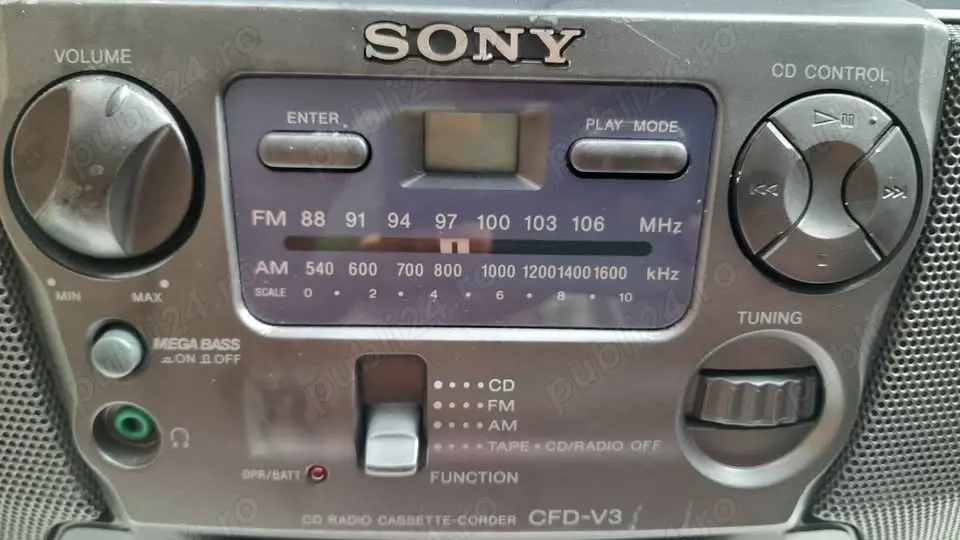 SONY
VOLUME
CD CONTROL
ENTER
PLAY MODE
FM 88 91 94 97 100 103 106 MHz
AM 540 600 700 800 1000 1200 1400 1600 kHz
SCALE 0 • 2 • 4 • 6 • 8 • 10
MIN MAX
TUNING
MEGA BASS
ON OFF
CD
FM
AM
TAPE • CD/RADIO OFF
OPR/BATT
FUNCTION
CD RADIO CASSETTE-CORDER CFD-V3
publi24.ro